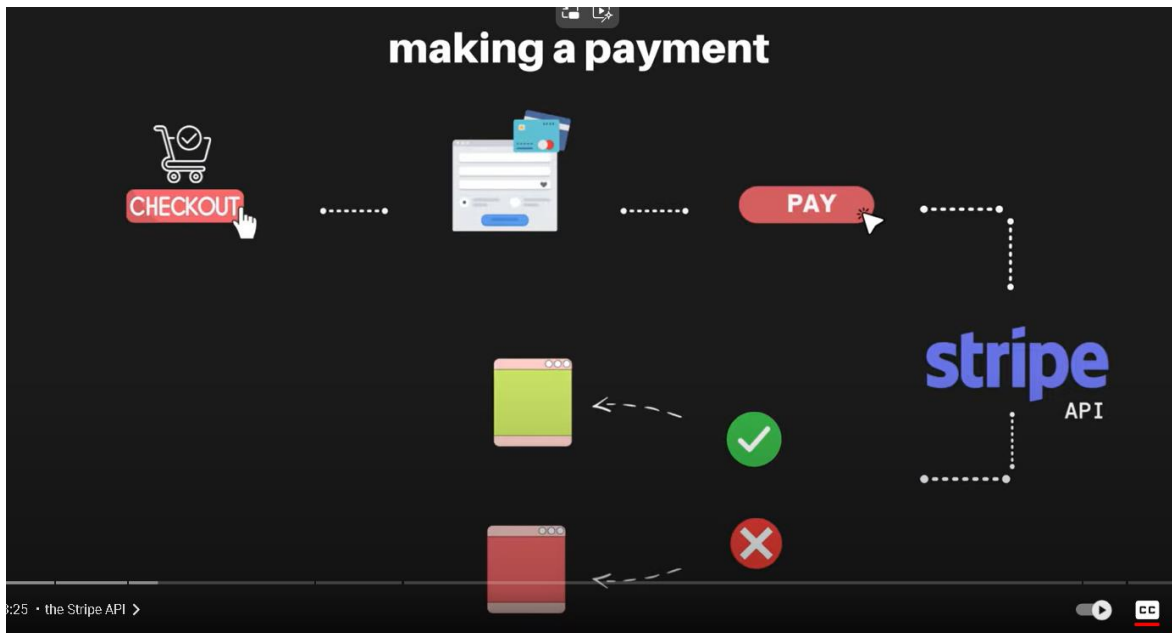 making a payment
CHECKOUT
PAY
stripe
API
:25 • the Stripe API
CC